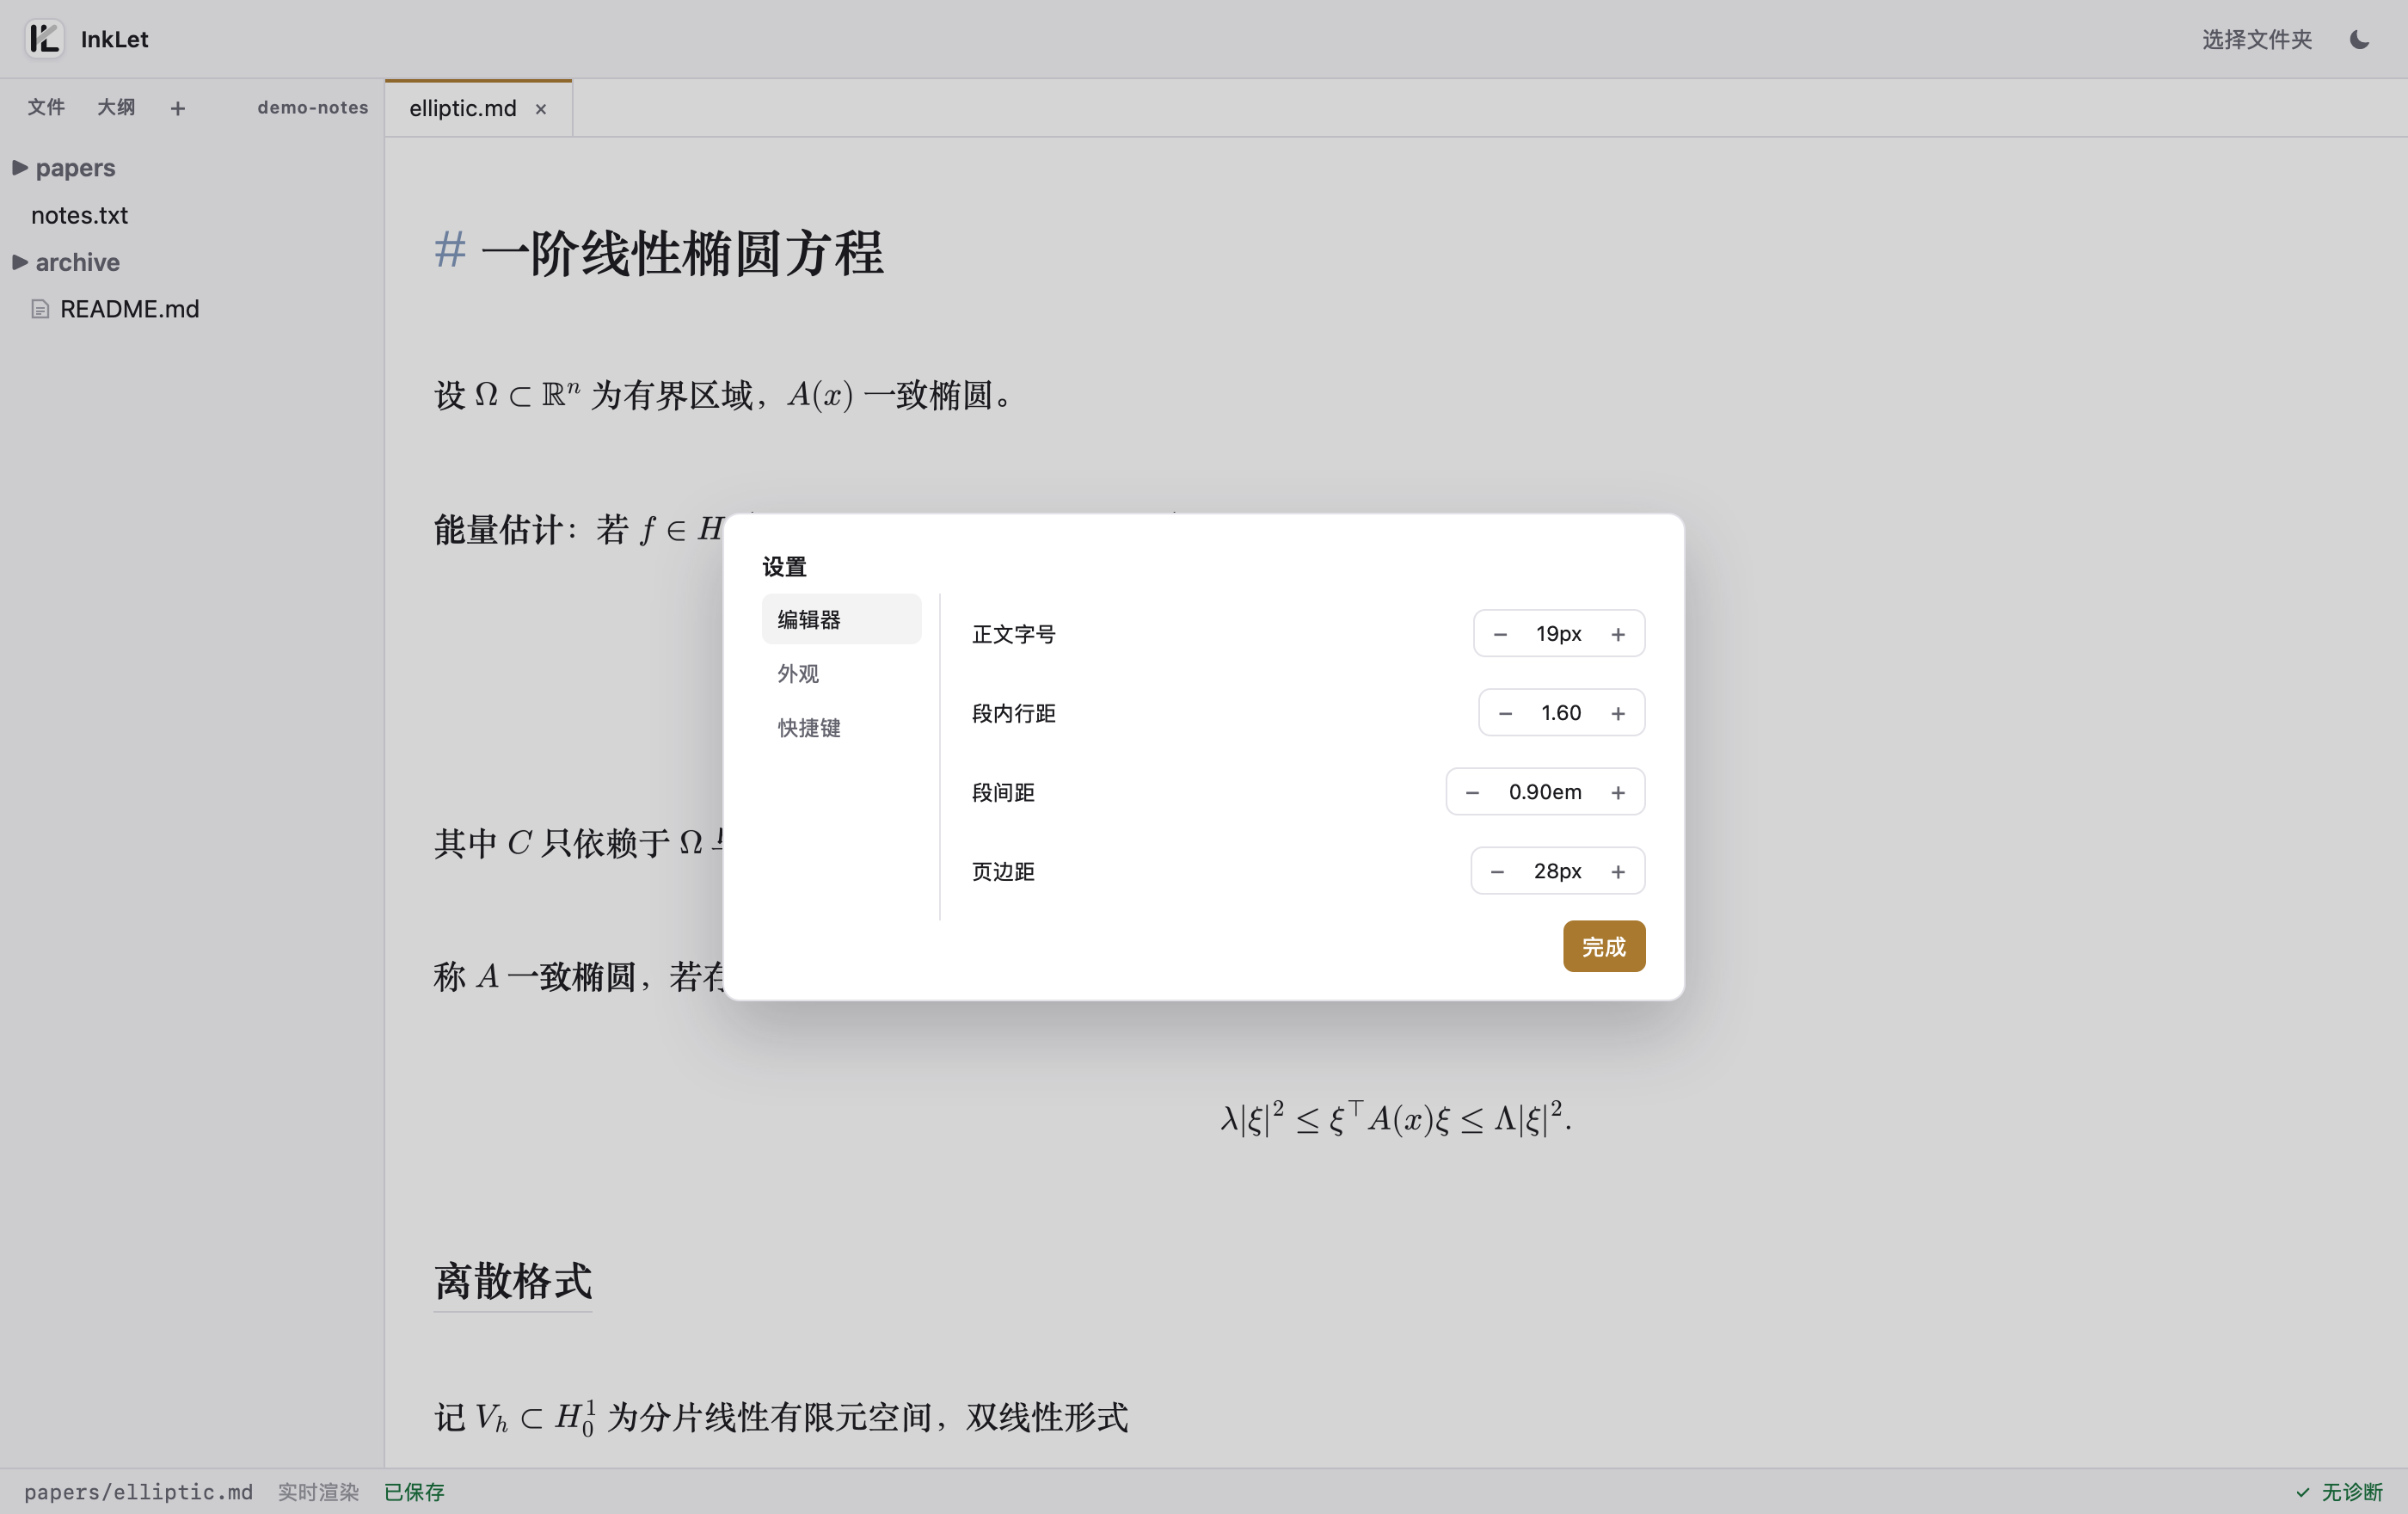 InkLet
选择文件夹
文件 大纲 + demo-notes
elliptic.md ×
papers
notes.txt
archive
README.md
# 一阶线性椭圆方程
设 Ω ⊂ ℝⁿ 为有界区域，A(x) 一致椭圆。
能量估计：若 f ∈ H
设置
编辑器
外观
快捷键
正文字号 − 19px +
段内行距 − 1.60 +
段间距 − 0.90em +
页边距 − 28px +
完成
其中 C 只依赖于 Ω
称 A 一致椭圆，若
λ|ξ|² ≤ ξ^⊤ A(x)ξ ≤ Λ|ξ|².
离散格式
记 V_h ⊂ H_0^1 为分片线性有限元空间，双线性形式
papers/elliptic.md 实时渲染 已保存
✓ 无诊断